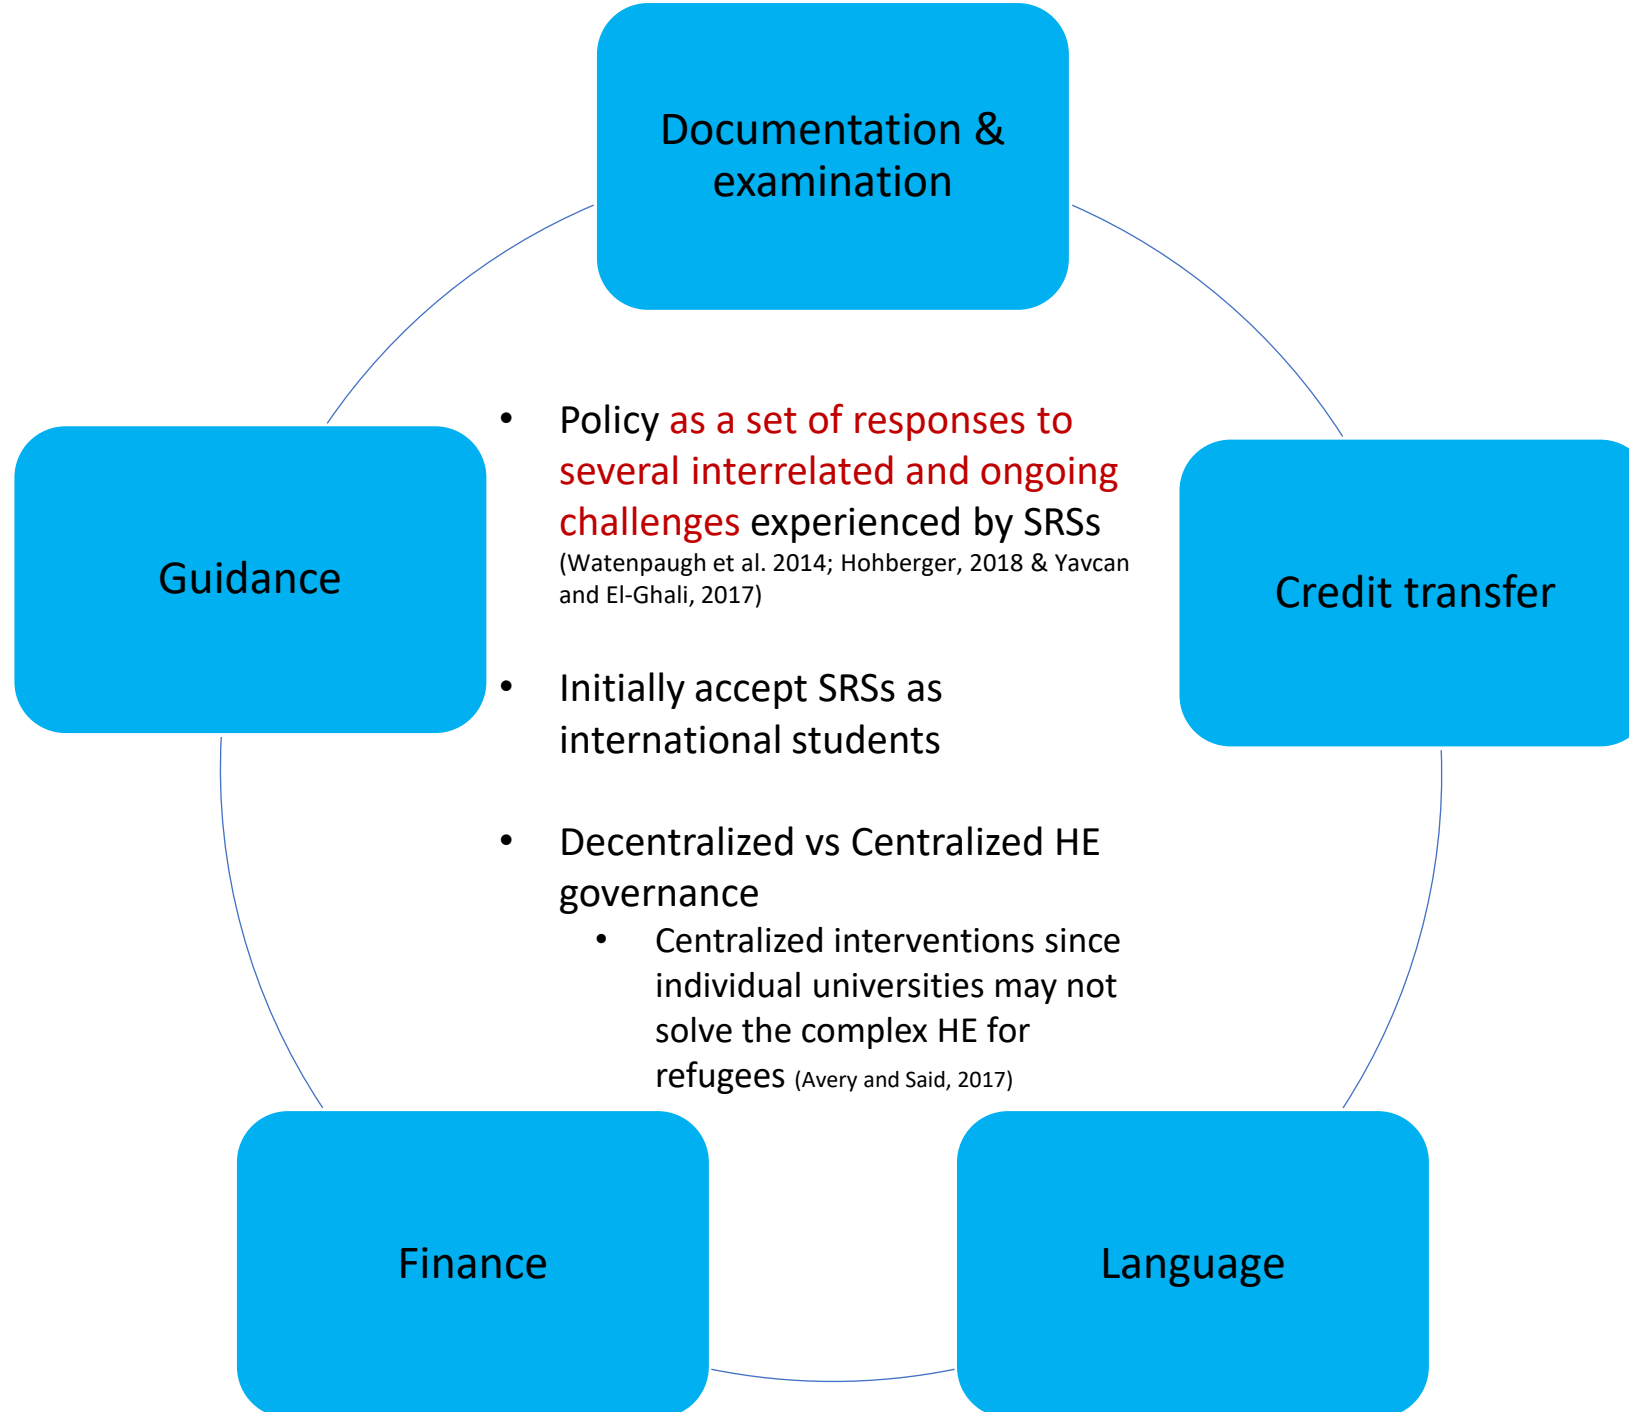 Documentation &
examination
Guidance
Credit transfer
• Policy as a set of responses to
several interrelated and ongoing
challenges experienced by SRSs
(Watenpaugh et al. 2014; Hohberger, 2018 & Yavcan
and El-Ghali, 2017)
• Initially accept SRSs as
international students
• Decentralized vs Centralized HE
governance
• Centralized interventions since
individual universities may not
solve the complex HE for
refugees (Avery and Said, 2017)
Finance
Language